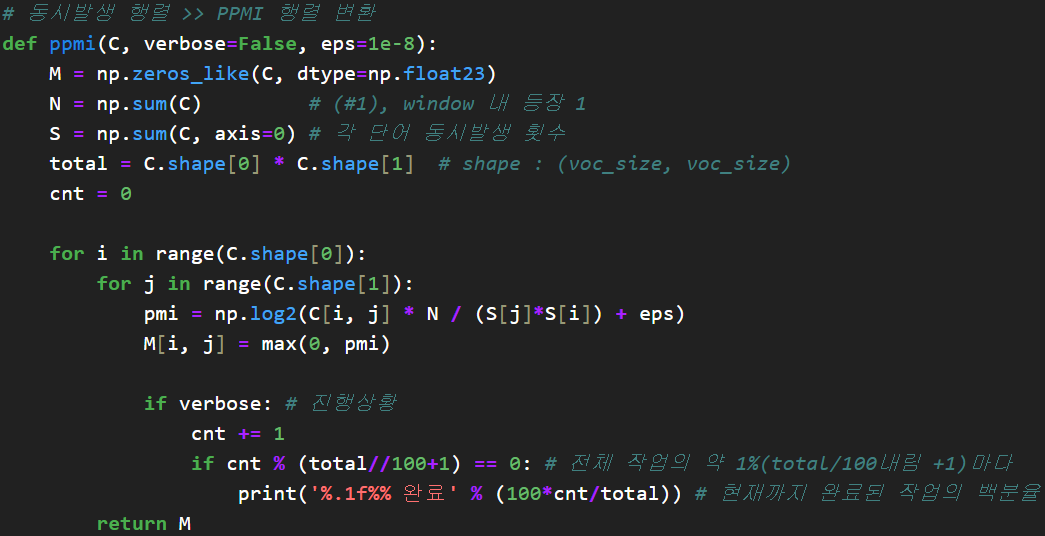 # 동시발생 행렬 >> PPMI 행렬 변환
def ppmi(C, verbose=False, eps=1e-8):
    M = np.zeros_like(C, dtype=np.float23)
    N = np.sum(C)         # (#1), window 내 등장 1
    S = np.sum(C, axis=0) # 각 단어 동시발생 횟수
    total = C.shape[0] * C.shape[1]  # shape : (voc_size, voc_size)
    cnt = 0

    for i in range(C.shape[0]):
        for j in range(C.shape[1]):
            pmi = np.log2(C[i, j] * N / (S[j]*S[i]) + eps)
            M[i, j] = max(0, pmi)

            if verbose: # 진행상황
                cnt += 1
                if cnt % (total//100+1) == 0: # 전체 작업의 약 1%(total/100내림 +1)마다
                    print('%.1f%% 완료' % (100*cnt/total)) # 현재까지 완료된 작업의 백분율
        return M